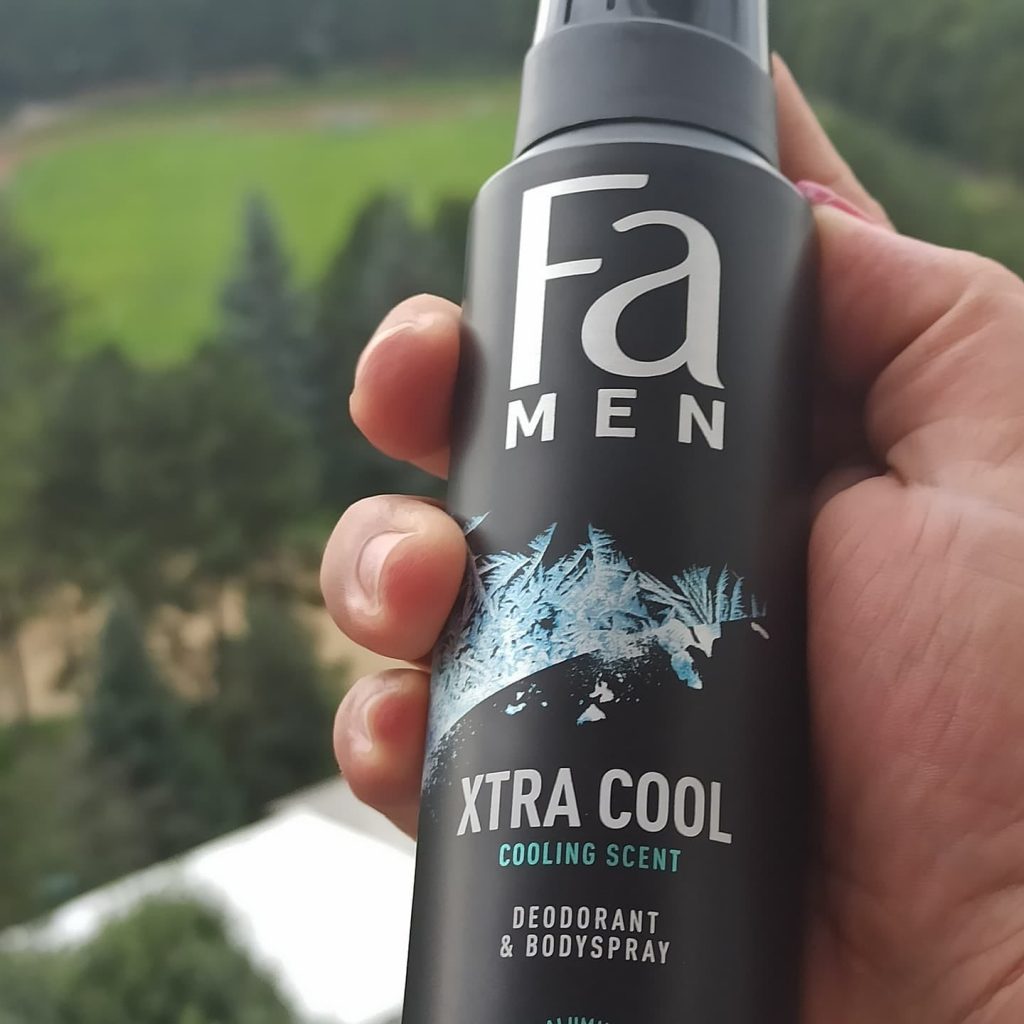 Fa
MEN
XTRA COOL
COOLING SCENT
DEODORANT
& BODYSPRAY